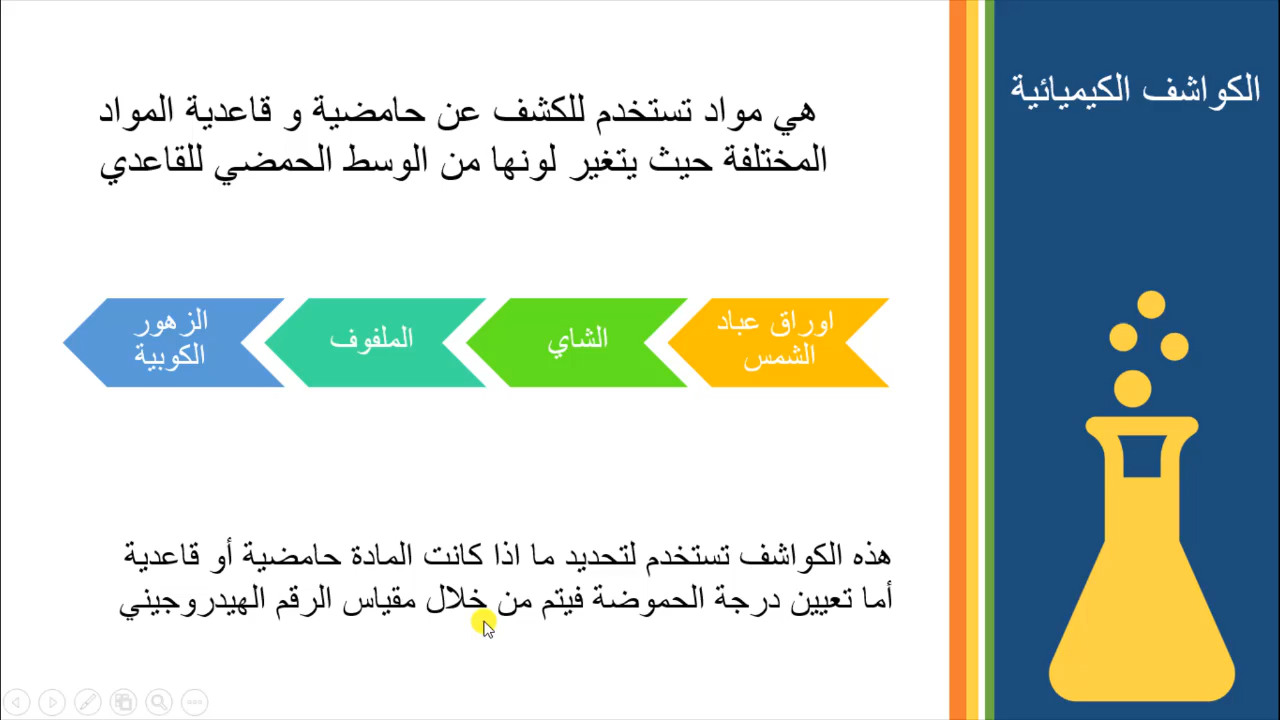 الكواشف الكيميائية
هي مواد تستخدم للكشف عن حامضية و قاعدية المواد
المختلفة حيث يتغير لونها من الوسط الحمضي للقاعدي
اوراق عباد
الشمس
الشاي
الملفوف
الزهور
الكوبية
هذه الكواشف تستخدم لتحديد ما اذا كانت المادة حامضية أو قاعدية
أما تعيين درجة الحموضة فيتم من خلال مقياس الرقم الهيدروجيني